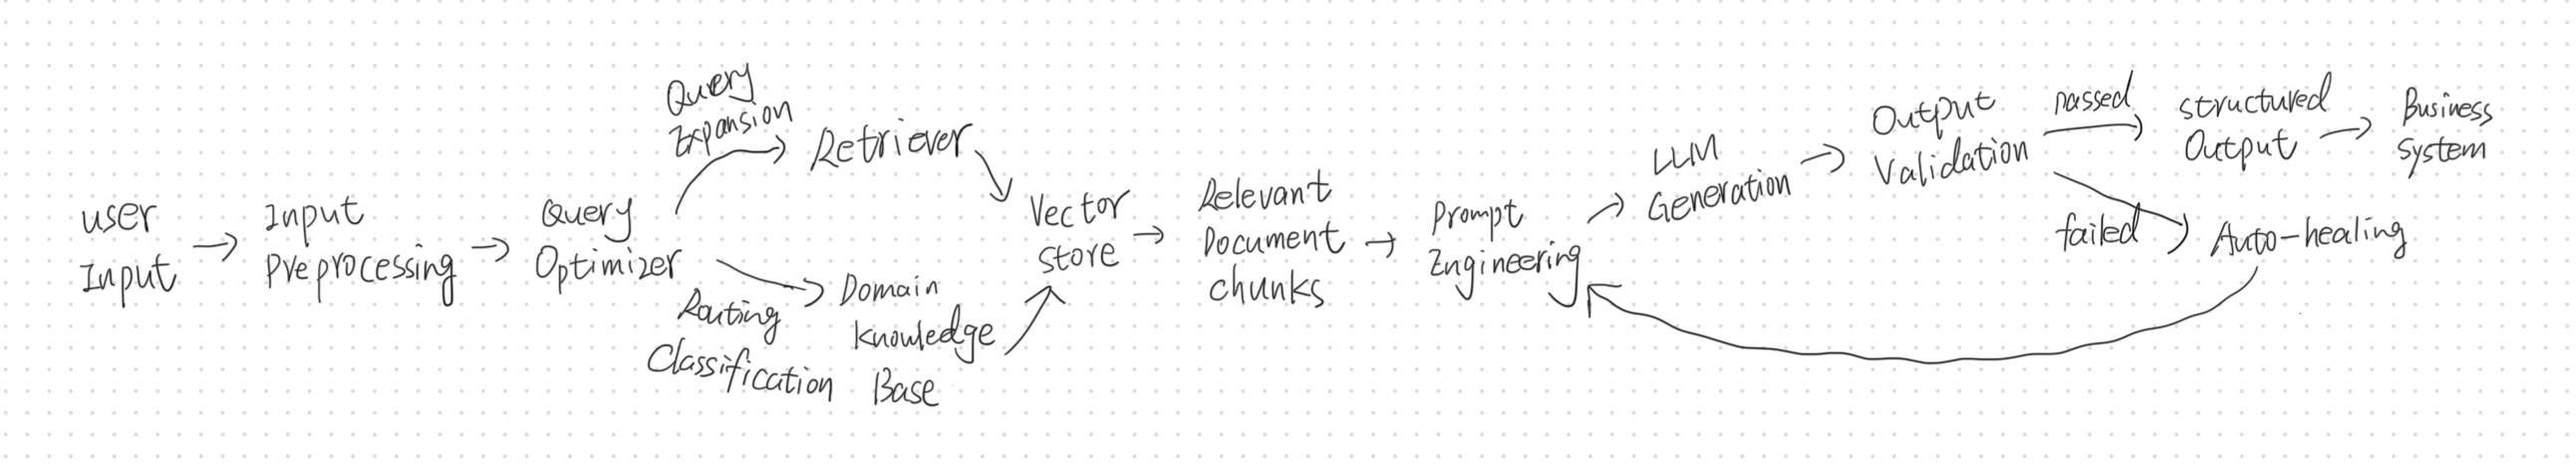 user
Input
Input
Preprocessing
Query
Optimizer
Query
Expansion
Retriever
Routing
Classification
Domain
Knowledge
Base
Vector
store
Relevant
Document
chunks
Prompt
Engineering
LLM
Generation
Output
Validation
passed
structured
Output
Business
System
failed
Auto-healing